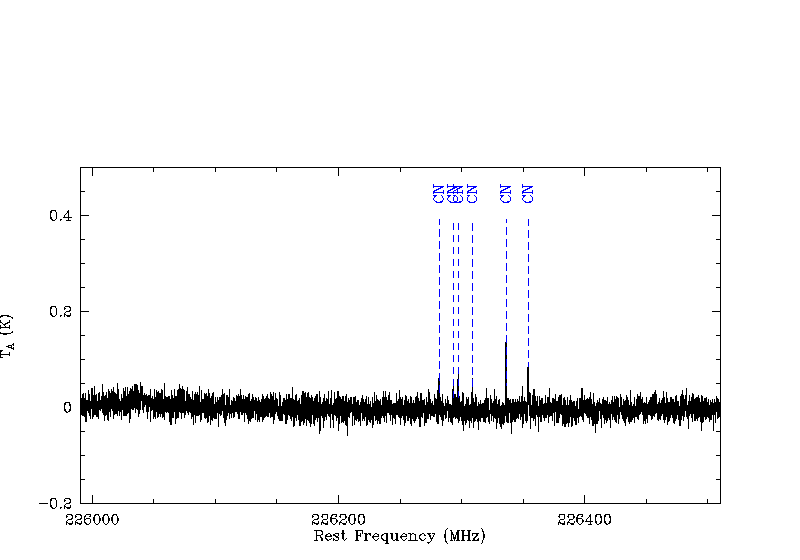 CN CN CN CN CN CN
0.4
0.2
0
-0.2
T_A (K)
226000 226200 226400
Rest Frequency (MHz)